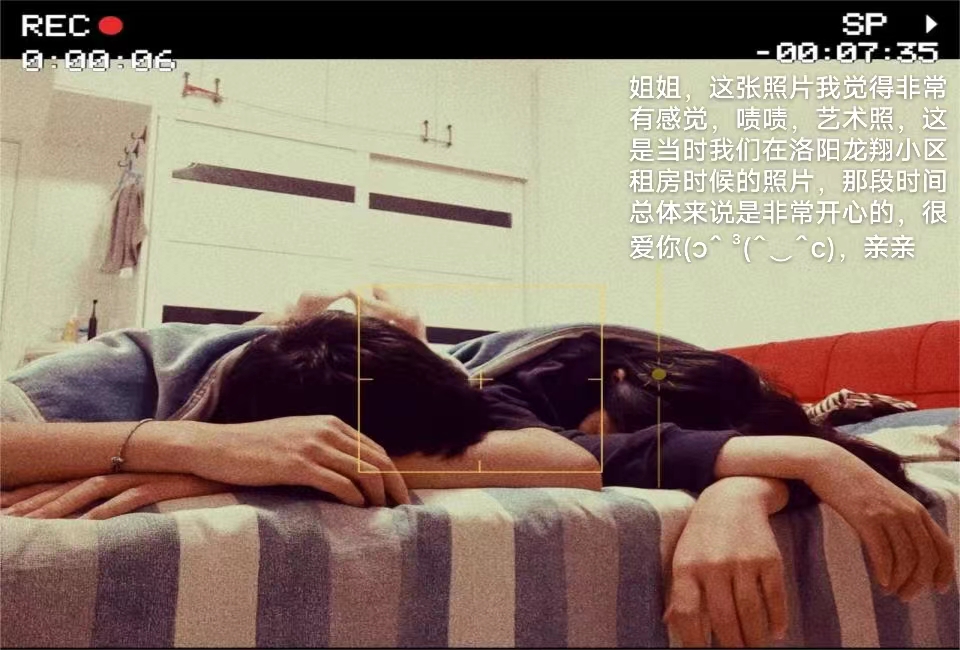 REC
SP
0:00:06
-00:07:35
姐姐，这张照片我觉得非常
有感觉，啧啧，艺术照，这
是当时我们在洛阳龙翔小区
租房时候的照片，那段时间
总体来说是非常开心的，很
爱你(ɔˆ ³(ˆ‿ˆc)，亲亲